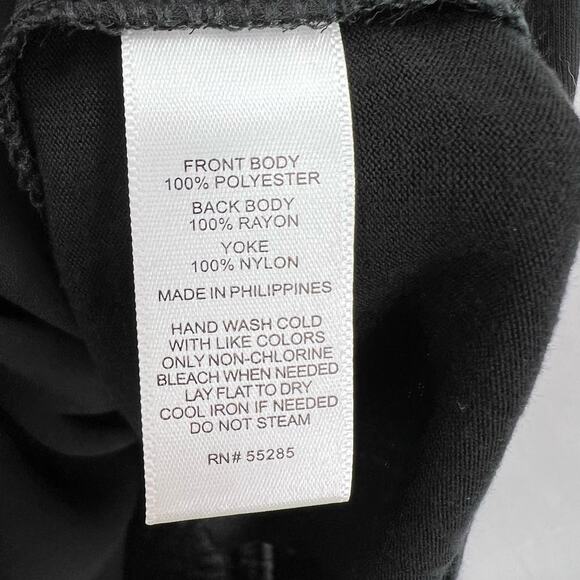 FRONT BODY
100% POLYESTER
BACK BODY
100% RAYON
YOKE
100% NYLON
MADE IN PHILIPPINES
HAND WASH COLD
WITH LIKE COLORS
ONLY NON-CHLORINE
BLEACH WHEN NEEDED
LAY FLAT TO DRY
COOL IRON IF NEEDED
DO NOT STEAM
RN# 55285